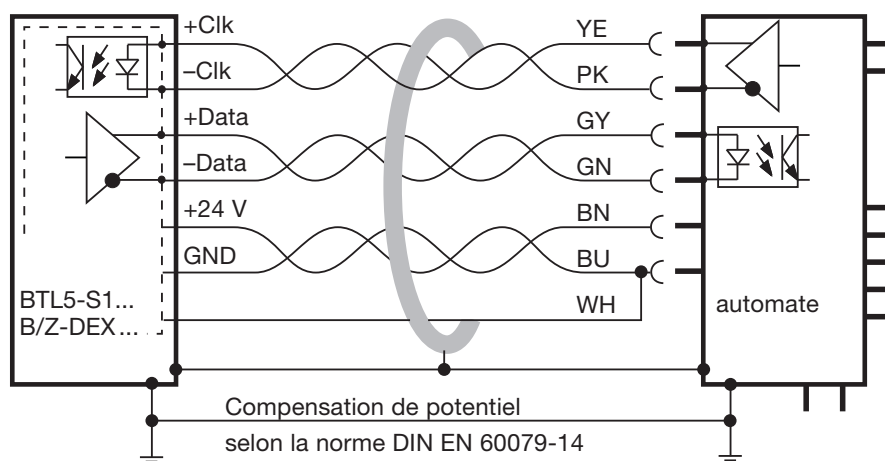 +Clk
YE
–Clk
PK
+Data
GY
–Data
GN
+24 V
BN
GND
BU
BTL5-S1...
B/Z-DEX...
WH
automate
Compensation de potentiel
selon la norme DIN EN 60079-14